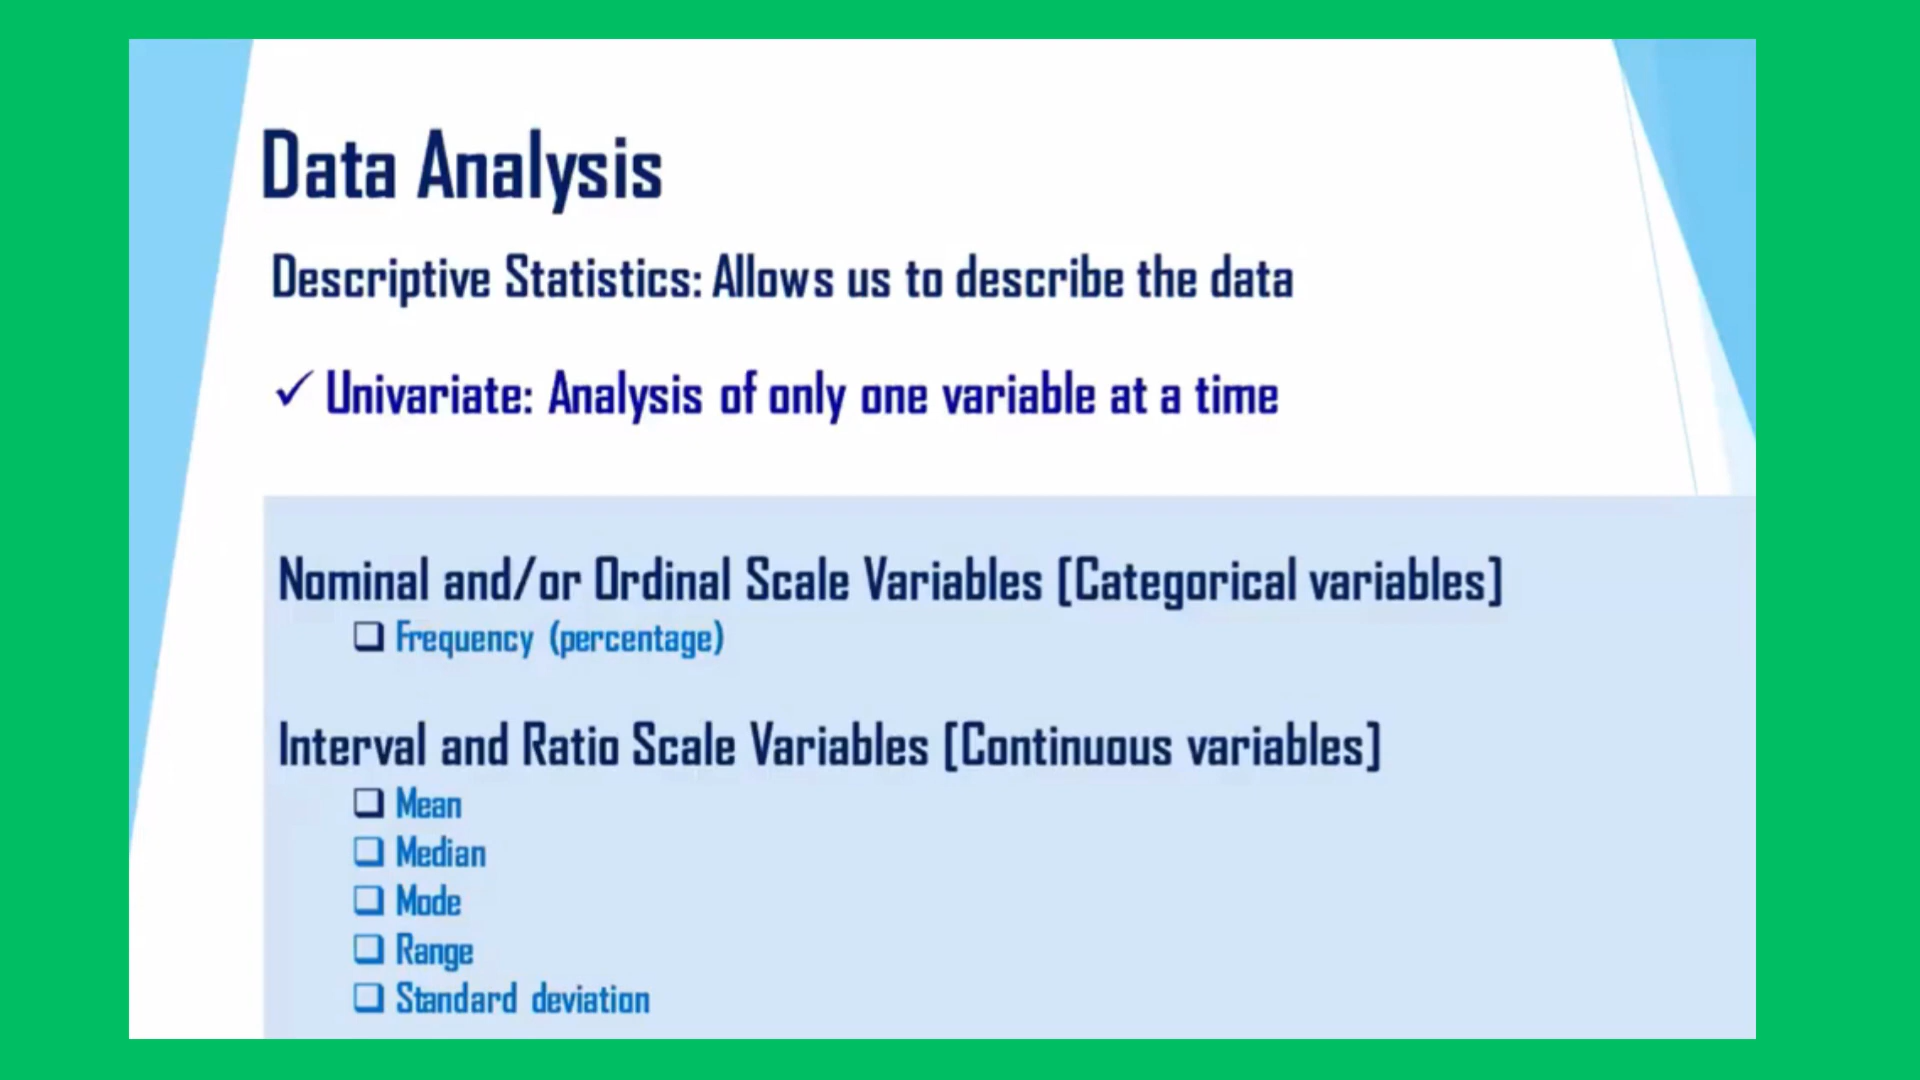 Data Analysis
Descriptive Statistics: Allows us to describe the data
✓ Univariate: Analysis of only one variable at a time
Nominal and/or Ordinal Scale Variables [Categorical variables]
❑ Frequency (percentage)
Interval and Ratio Scale Variables [Continuous variables]
❑ Mean
❑ Median
❑ Mode
❑ Range
❑ Standard deviation